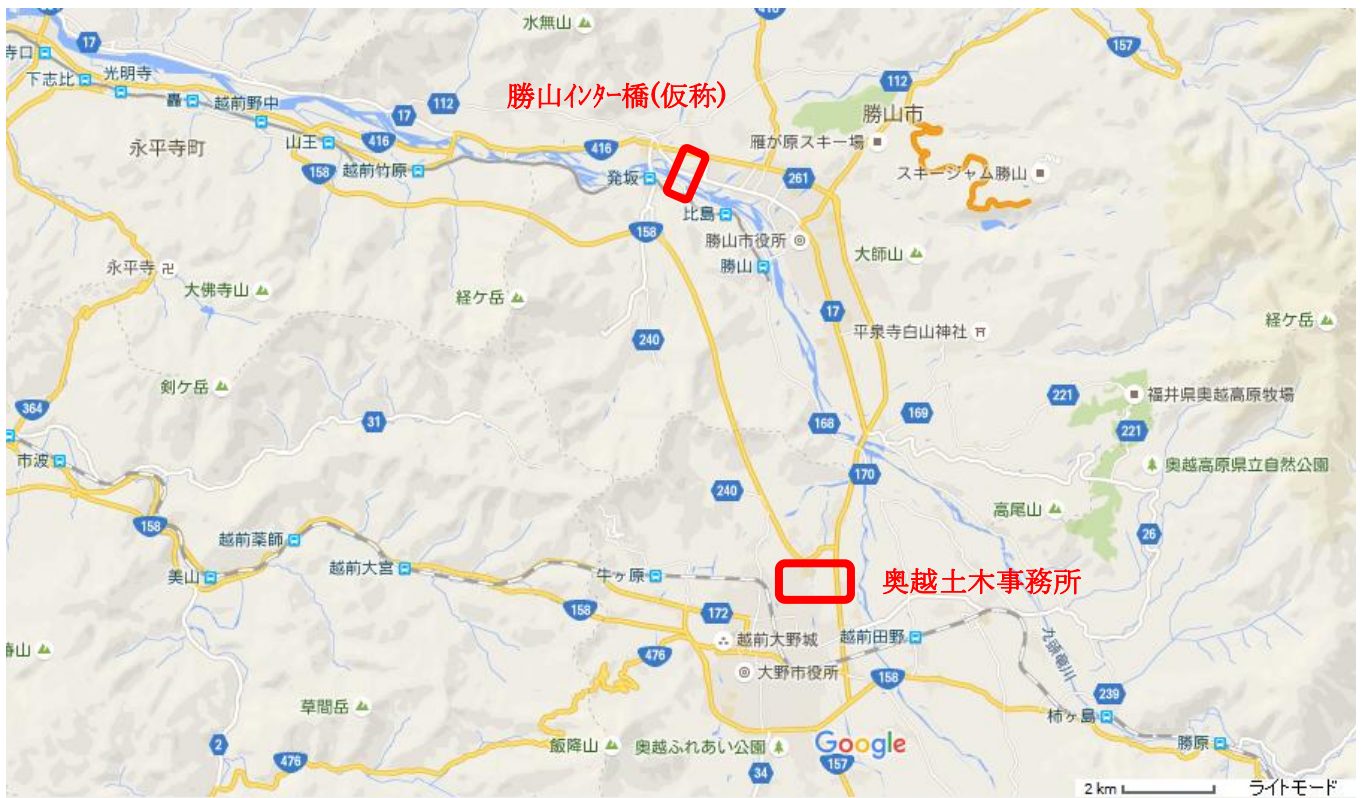 水無山
416
17
寺口
下志比
光明寺
157
112
轟
越前野中
17
112
勝山インター橋(仮称)
勝山市
永平寺町
山王
416
416
雁が原スキー場
158
越前竹原
発坂
261
スキージャム勝山
比島
158
勝山市役所
大師山
永平寺
勝山
大佛寺山
経ケ岳
17
経ケ岳
240
平泉寺白山神社
剣ケ岳
221
福井県奥越高原牧場
364
31
168
169
221
市波
170
奥越高原県立自然公園
240
高尾山
158
26
越前薬師
美山
越前大宮
牛ケ原
奥越土木事務所
158
172
越前大野城
越前田野
九頭竜川
476
大野市役所
158
239
草間岳
柿ケ島
2
飯降山
奥越ふれあい公園
Google
勝原
476
34
157
2 km
ライトモード